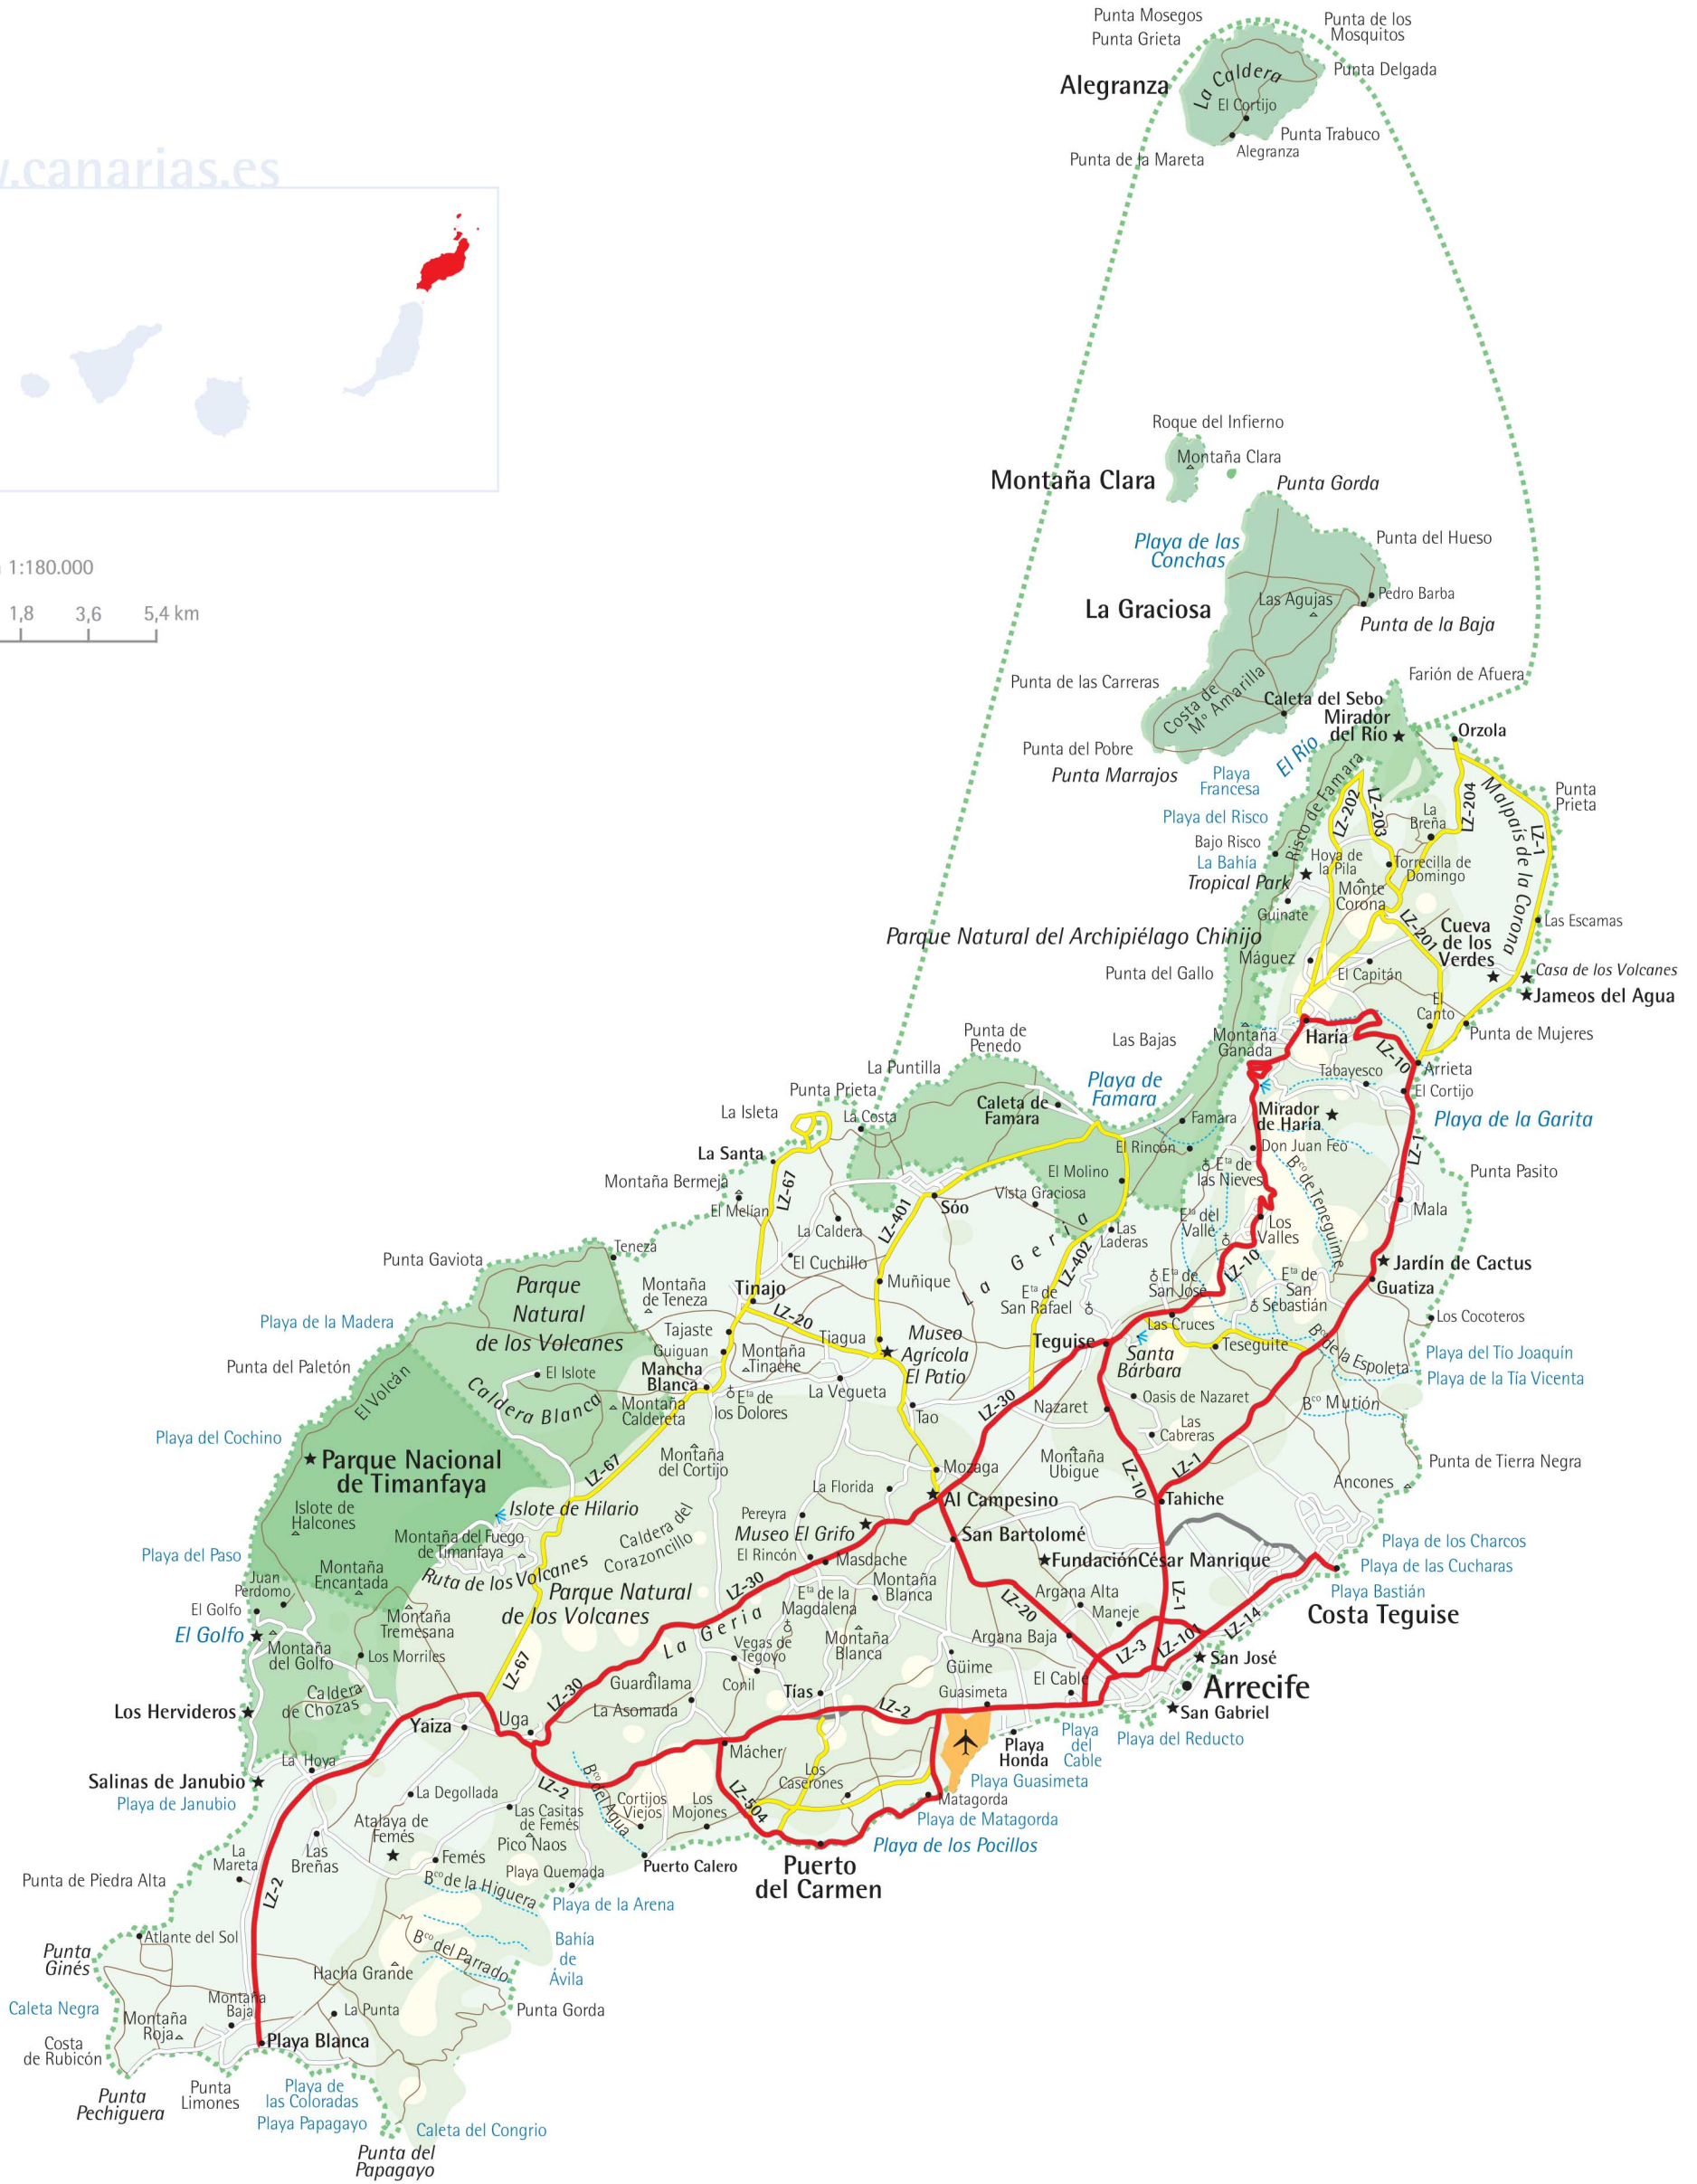 Punta Mosegos
Punta Grieta
Punta de los
Mosquitos
Punta Delgada
Alegranza
La Caldera
El Cortijo
Punta Trabuco
Alegranza
Punta de la Mareta
.canarias.es
1:180.000
1,8
3,6
5,4 km
Roque del Infierno
Montaña Clara
Montaña Clara
Punta Gorda
Playa de las
Conchas
Punta del Hueso
Las Agujas
Pedro Barba
La Graciosa
Punta de la Baja
Punta de las Carreras
Costa de
Mº Amarilla
Caleta del Sebo
Farión de Afuera
Mirador
del Río
Orzola
El Rio
Punta del Pobre
Punta Marrajos
Playa
Francesa
Playa del Risco
Bajo Risco
La Bahía
Tropical Park
Risco de Famara
LZ-202
LZ-203
La
Breña
LZ-204
Malpaís de la Corona
LZ-1
Punta
Prieta
Hoya de
la Pila
Torrecilla de
Domingo
Monte
Corona
Guinate
LZ-201
Cueva
de los
Verdes
Las Escamas
Parque Natural del Archipiélago Chinijo
Máguez
El Capitán
Casa de los Volcanes
Jameos del Agua
Punta del Gallo
El
Canto
Punta de Mujeres
Punta de
Penedo
Las Bajas
Montaña
Ganada
Haría
LZ-10
Arrieta
Tabayesco
El Cortijo
La Puntilla
Punta Prieta
La Isleta
La Costa
Caleta de
Famara
Playa de
Famara
Famara
Mirador
de Haría
Playa de la Garita
La Santa
El Rincón
Don Juan Feo
LZ-1
Montaña Bermeja
LZ-67
El Molino
Eta de
las Nieves
Bco de Teneguime
Punta Pasito
El Melián
Vista Graciosa
Sóo
La Caldera
LZ-401
Las
Laderas
Eta del
Valle
Los
Valles
Mala
Punta Gaviota
Teneza
El Cuchillo
La Geria
LZ-402
LZ-10
Jardín de Cactus
Parque
Natural
de los Volcanes
Montaña
de Teneza
Tinajo
Muñique
Eta de
San Rafael
Eta de
San José
Eta de
San
Sebastián
Guatiza
Playa de la Madera
LZ-20
Tajaste
Tiagua
Museo
Agrícola
El Patio
Teguise
Las Cruces
Los Cocoteros
Guiguan
Montaña
Tinache
Santa
Bárbara
Teseguite
Bco de la Espoleta
Playa del Tío Joaquín
Playa de la Tía Vicenta
Punta del Paletón
El Islote
Mancha
Blanca
La Vegueta
El Volcán
Caldera Blanca
Montaña
Caldereta
Eta de
los Dolores
Tao
LZ-30
Nazaret
Oasis de Nazaret
Bco Mutión
Playa del Cochino
Las
Cabreras
Parque Nacional
de Timanfaya
LZ-67
Montaña
del Cortijo
Mozaga
Montaña
Ubigue
LZ-10
LZ-1
Punta de Tierra Negra
Islote de
Halcones
Islote de Hilario
La Florida
Al Campesino
Tahiche
Ancones
Pereyra
Museo El Grifo
Caldera del
Corazoncillo
Montaña del Fuego
de Timanfaya
San Bartolomé
Playa de los Charcos
Playa del Paso
El Rincón
Masdache
Fundación César Manrique
Playa de las Cucharas
Montaña
Encantada
Ruta de los Volcanes
Juan
Perdomo
Parque Natural
de los Volcanes
LZ-30
Eta de la
Magdalena
Montaña
Blanca
LZ-20
Argana Alta
LZ-1
Playa Bastián
Costa Teguise
El Golfo
El Golfo
Montaña
Tremesana
La Geria
Maneje
Vegas de
Tegoyo
Montaña
Blanca
Argana Baja
LZ-3
LZ-101
LZ-14
Montaña
del Golfo
Los Morriles
LZ-67
Güime
San José
Caldera
de Chozas
Guardilama
Conil
El Cable
Arrecife
LZ-30
Tías
Guasimeta
Los Hervideros
La Asomada
LZ-2
San Gabriel
Yaiza
Uga
Playa
Honda
Playa
del
Cable
Playa del Reducto
La Hoya
Mácher
Salinas de Janubio
Playa de Janubio
LZ-2
Bco del Agua
Los
Caserones
Playa Guasimeta
La Degollada
LZ-504
Matagorda
Cortijos
Viejos
Los
Mojones
Las Casitas
de Femés
Playa de Matagorda
Atalaya de
Femés
Pico Naos
Playa de los Pocillos
La
Mareta
Las
Breñas
Femés
Playa Quemada
Puerto Calero
Puerto
del Carmen
Punta de Piedra Alta
LZ-2
Bco de la Higuera
Playa de la Arena
Atlante del Sol
Bco del Parrado
Bahía
de
Ávila
Punta
Ginés
Hacha Grande
Caleta Negra
Montaña
Baja
La Punta
Punta Gorda
Montaña
Roja
Costa
de Rubicón
Playa Blanca
Punta
Pechiguera
Punta
Limones
Playa de
las Coloradas
Playa Papagayo
Caleta del Congrio
Punta del
Papagayo